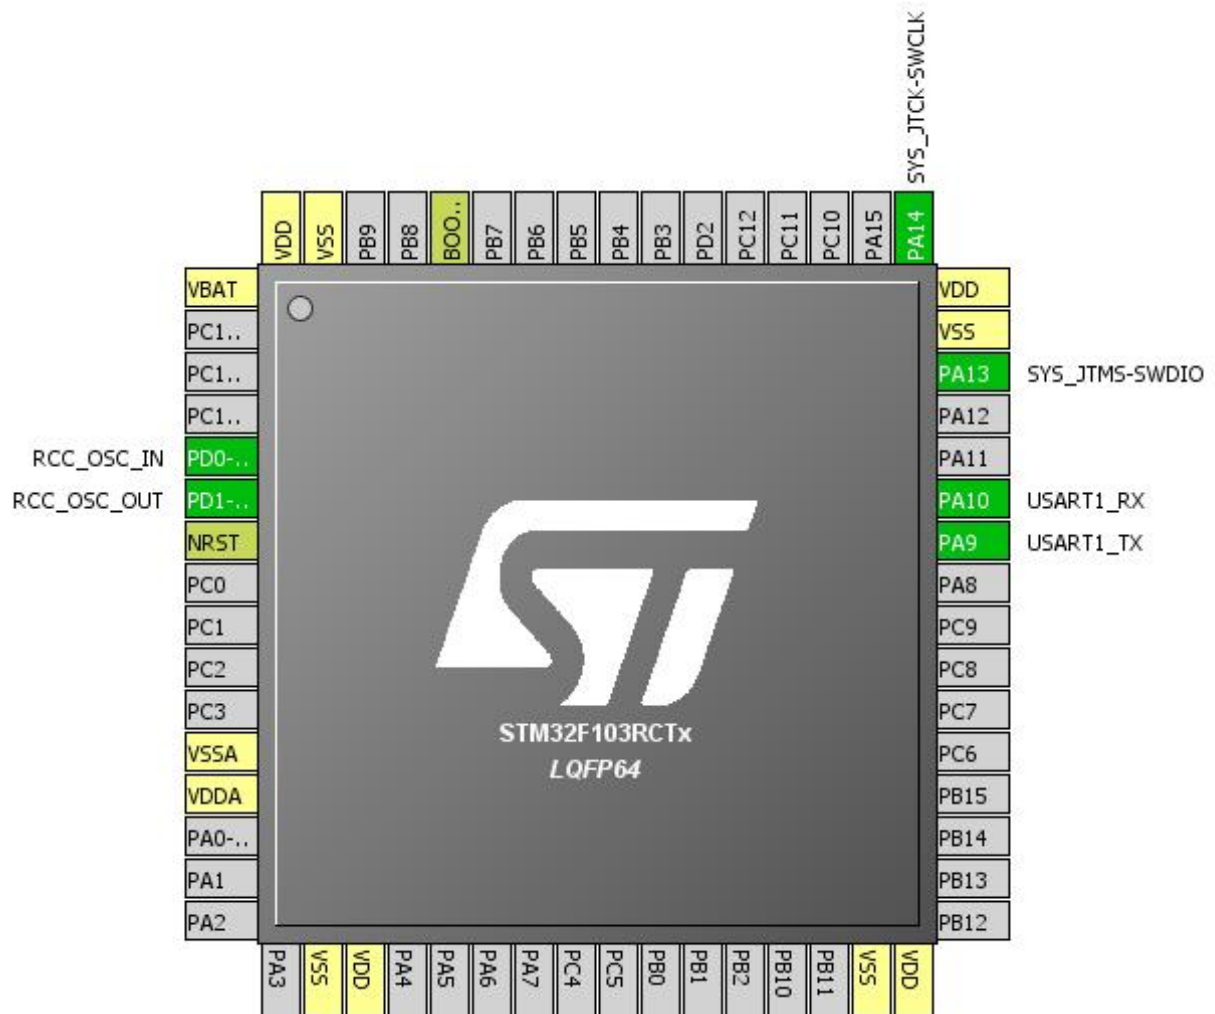 SYS_JTCK-SWCLK
VDD
VSS
PB9
PB8
BOO..
PB7
PB6
PB5
PB4
PB3
PD2
PC12
PC11
PC10
PA15
PA14
VBAT
PC1..
PC1..
PC1..
RCC_OSC_IN PD0-..
RCC_OSC_OUT PD1-..
NRST
PC0
PC1
PC2
PC3
VSSA
VDDA
PA0-..
PA1
PA2
ST
STM32F103RCTx
LQFP64
VDD
VSS
PA13 SYS_JTMS-SWDIO
PA12
PA11
PA10 USART1_RX
PA9 USART1_TX
PA8
PC9
PC8
PC7
PC6
PB15
PB14
PB13
PB12
PA3
VSS
VDD
PA4
PA5
PA6
PA7
PC4
PC5
PB0
PB1
PB2
PB10
PB11
VSS
VDD